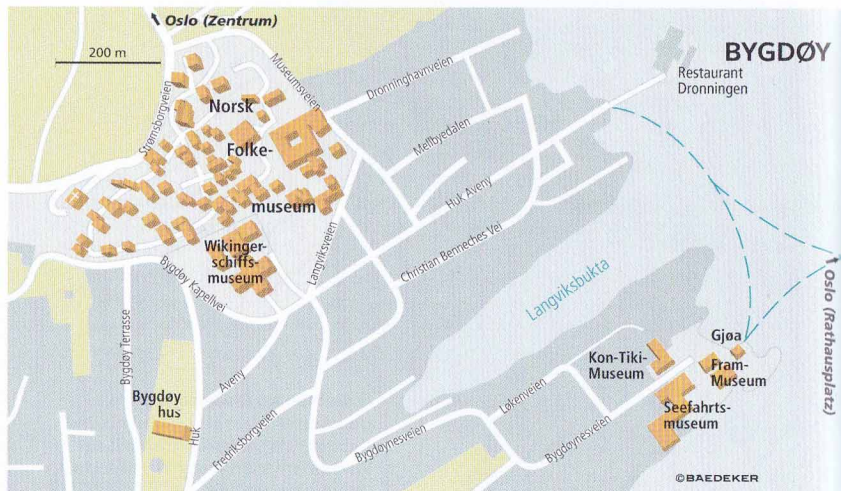 Oslo (Zentrum)
200 m
BYGDØY
Restaurant
Dronningen
Museumsveien
Dronninghavnveien
Strømsborgveien
Norsk
Folke-
museum
Mellbyedalen
Huk Aveny
Langviksveien
Christian Benneches Vei
Wikinger-
schiffs-
museum
Bygdøy Kapellvei
Langviksbukta
Oslo (Rathausplatz)
Bygdøy Terrasse
Bygdøy
hus
Huk
Aveny
Fredriksborgveien
Bygdøynesveien
Løkenveien
Bygdøynesveien
Kon-Tiki-
Museum
Gjøa
Fram-
Museum
Seefahrts-
museum
©BAEDEKER